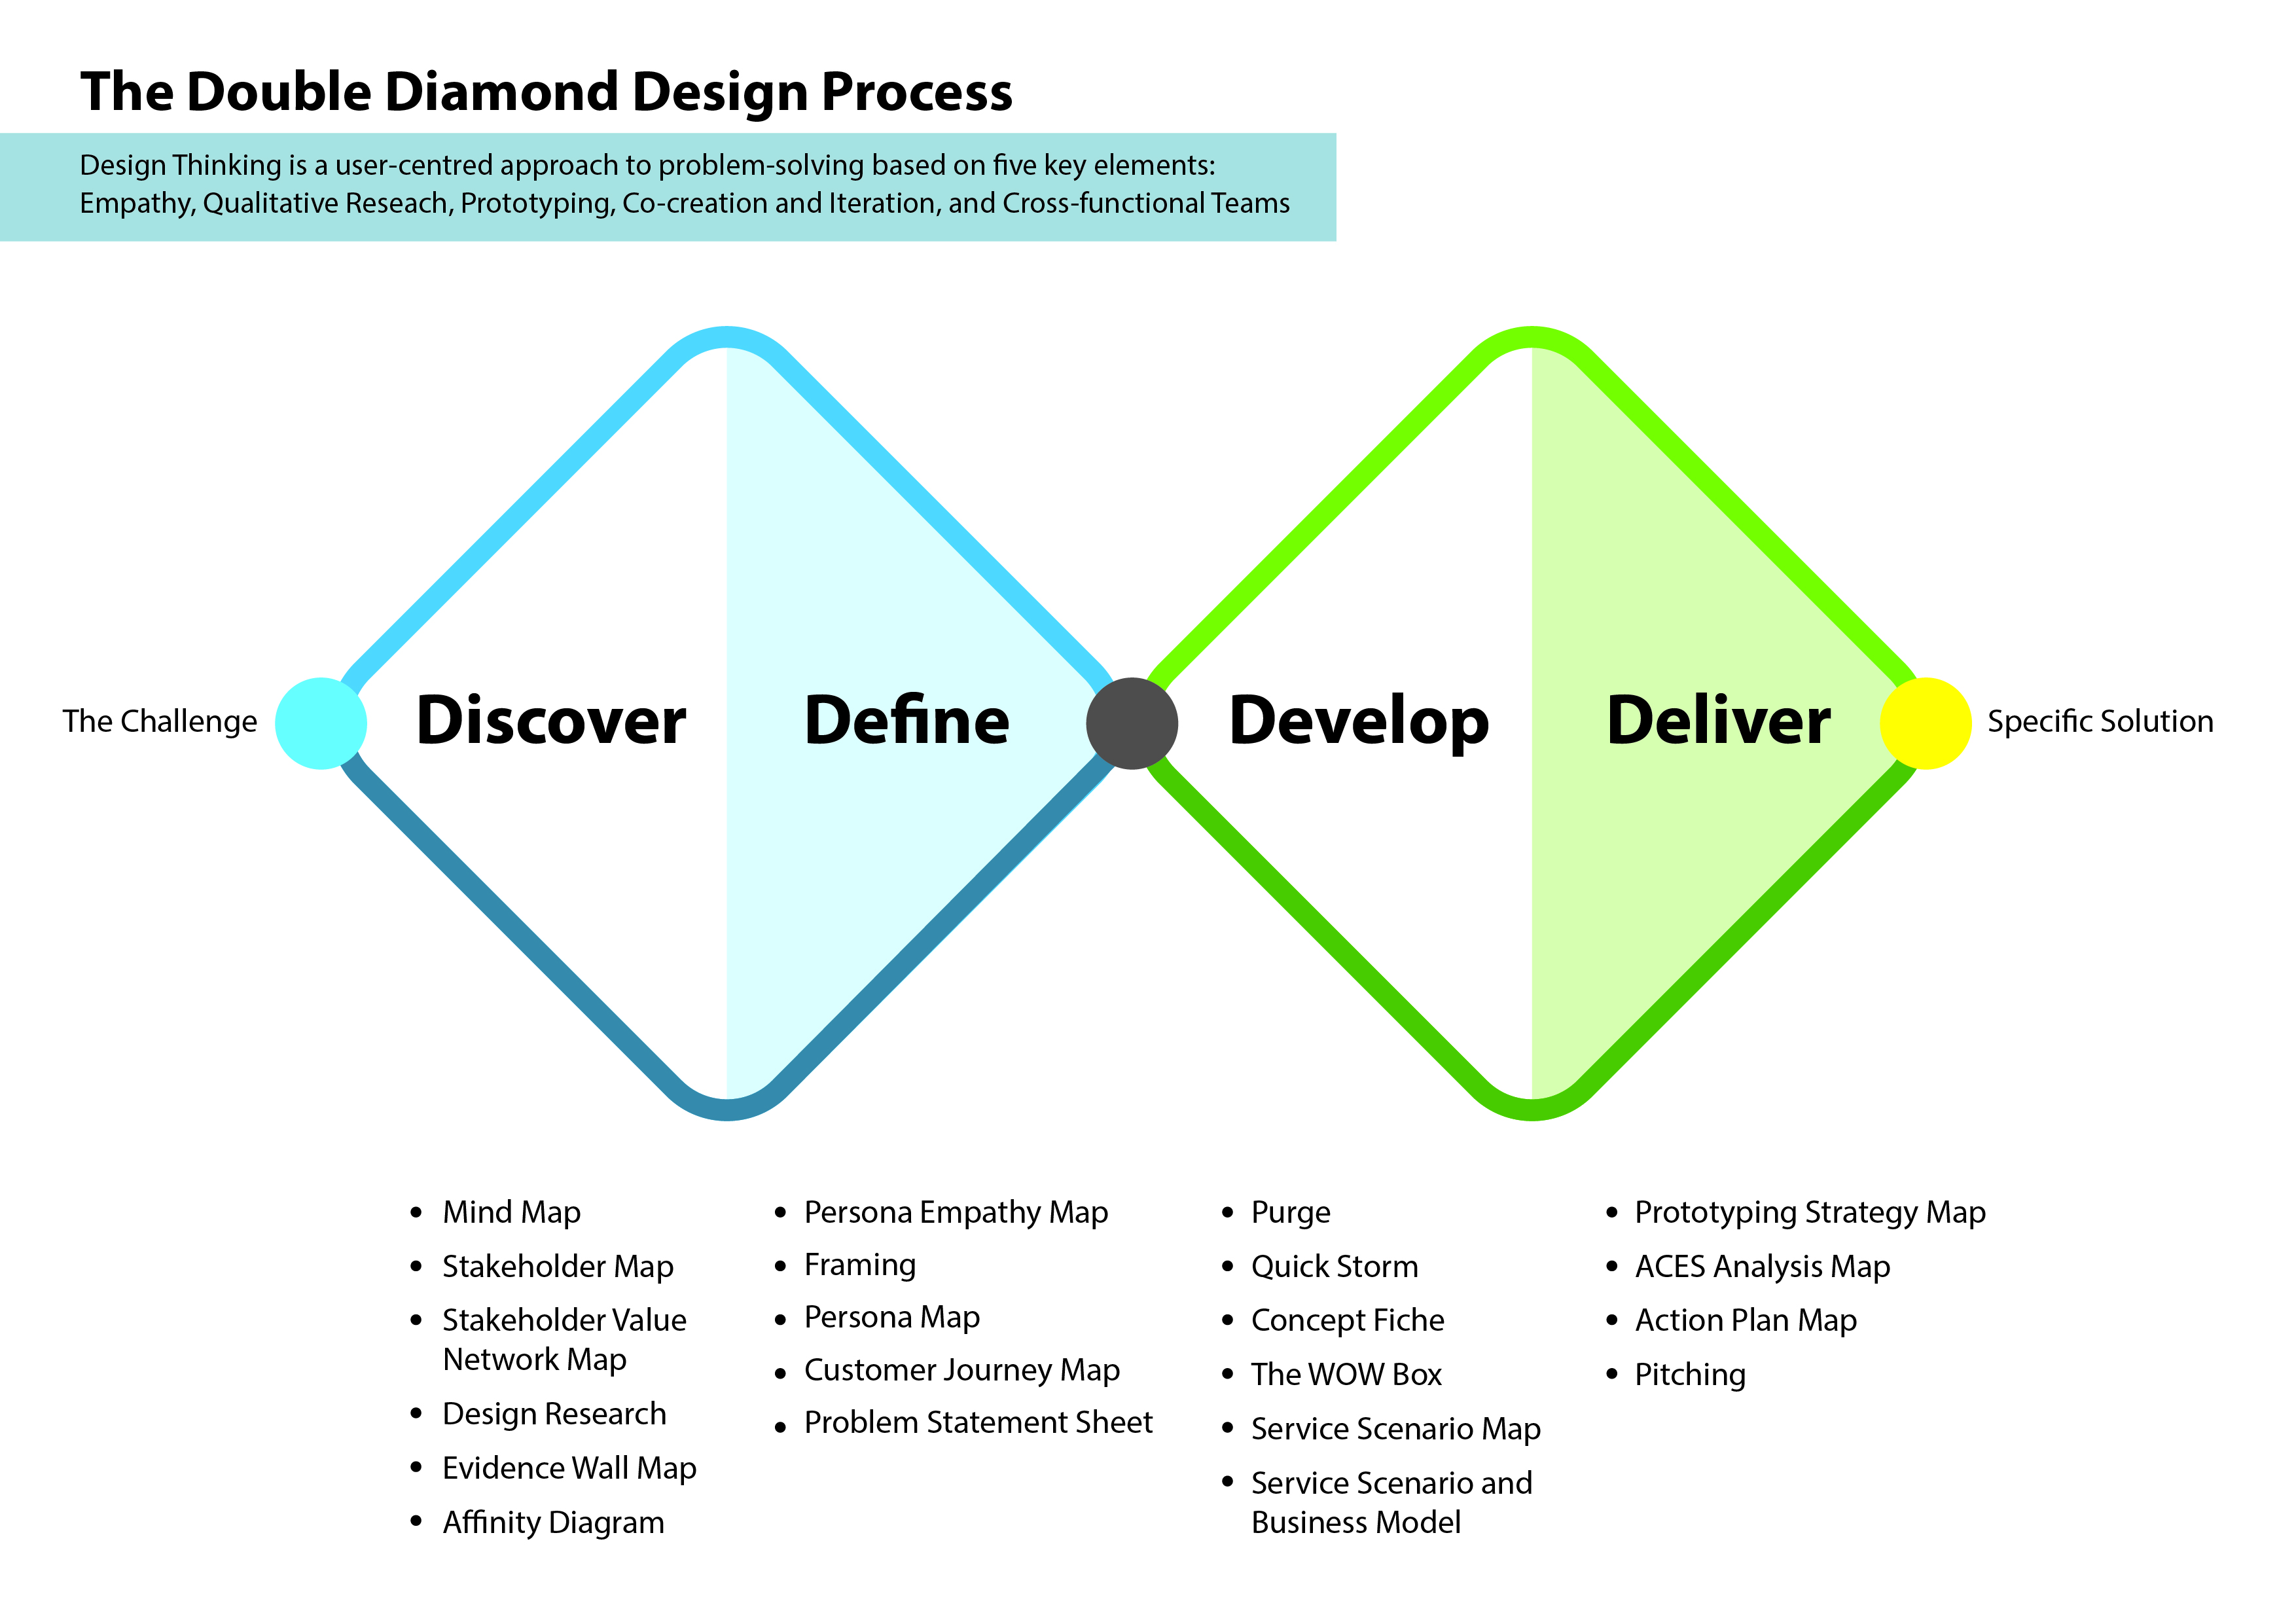 The Double Diamond Design Process
Design Thinking is a user-centred approach to problem-solving based on five key elements:
Empathy, Qualitative Reseach, Prototyping, Co-creation and Iteration, and Cross-functional Teams
The Challenge
Discover
Define
Develop
Deliver
Specific Solution
• Mind Map
• Stakeholder Map
• Stakeholder Value
Network Map
• Design Research
• Evidence Wall Map
• Affinity Diagram
• Persona Empathy Map
• Framing
• Persona Map
• Customer Journey Map
• Problem Statement Sheet
• Purge
• Quick Storm
• Concept Fiche
• The WOW Box
• Service Scenario Map
• Service Scenario and
Business Model
• Prototyping Strategy Map
• ACES Analysis Map
• Action Plan Map
• Pitching